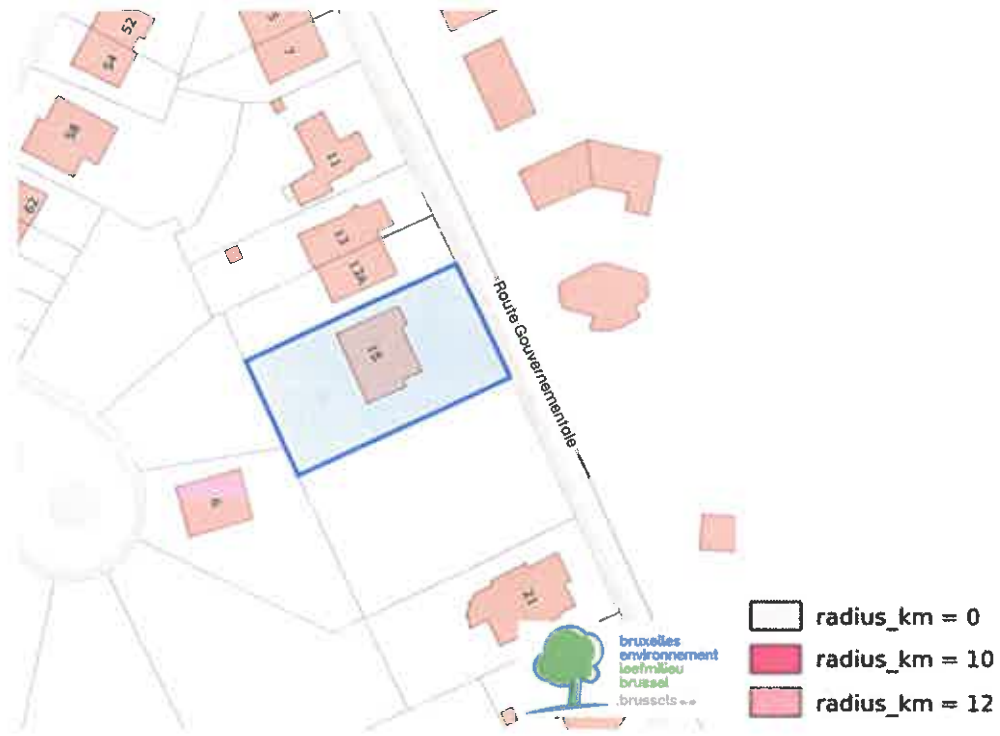 52
54
5
7
58
11
62
13
13A
Route Gouvernementale
15
9
21
bruxelles
environnement
leefmilieu
brussel
.brussels
radius_km = 0
radius_km = 10
radius_km = 12